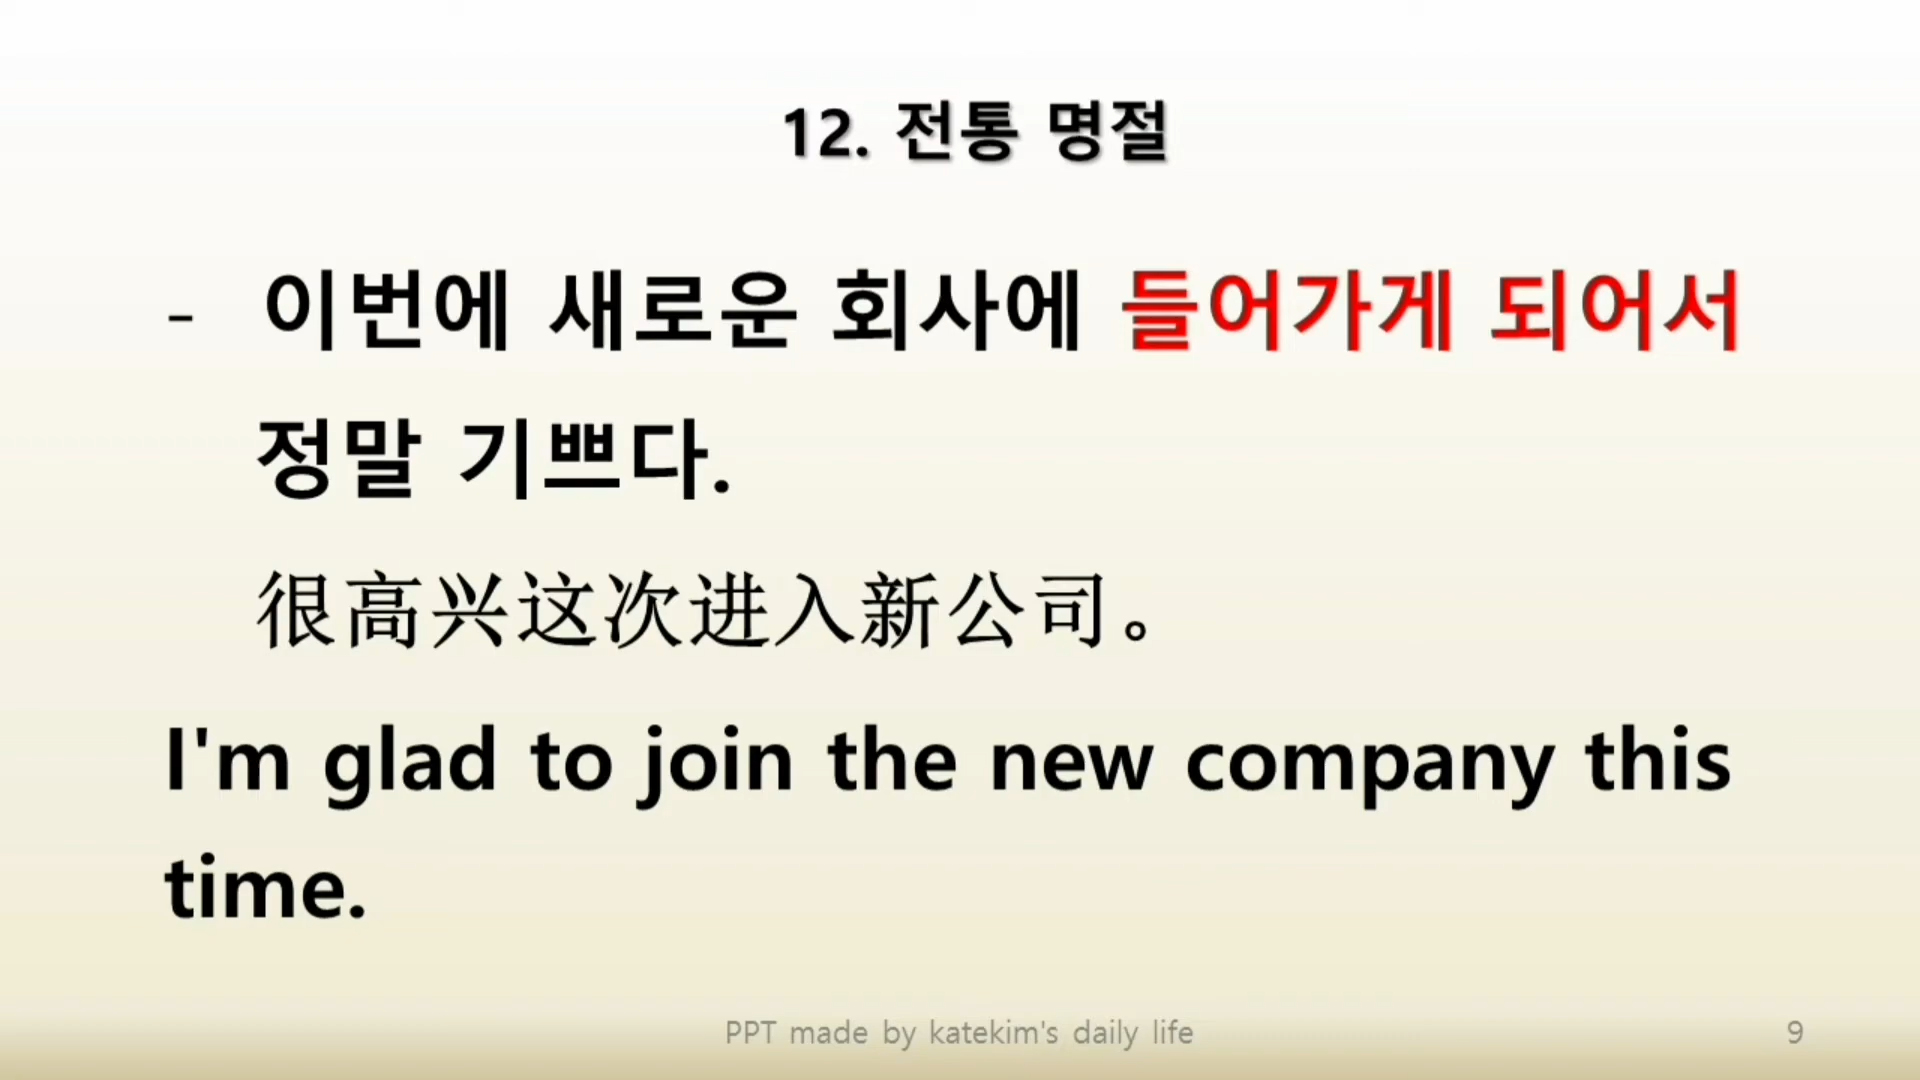 12. 전통 명절
- 이번에 새로운 회사에 들어가게 되어서
정말 기쁘다.
很高兴这次进入新公司。
I'm glad to join the new company this
time.
PPT made by katekim's daily life
9